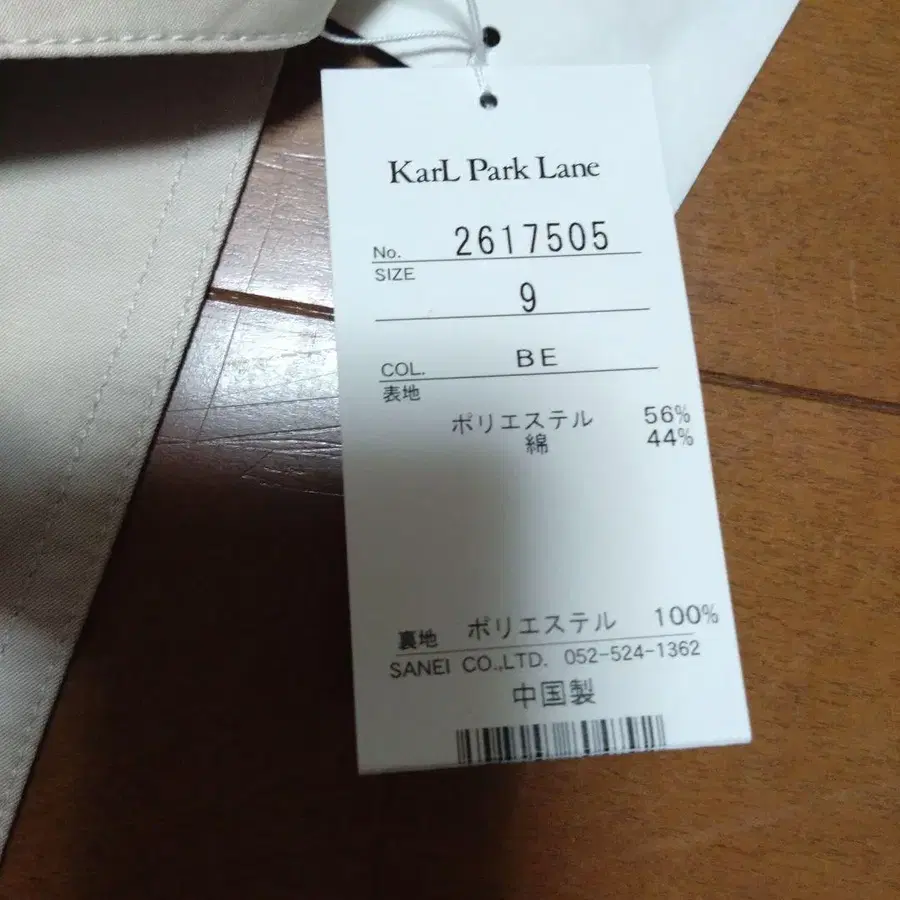 KarL Park Lane
No. 2617505
SIZE
9
COL. BE
表地
ポリエステル 56%
綿 44%
裏地 ポリエステル 100%
SANEI CO.,LTD. 052-524-1362
中国製